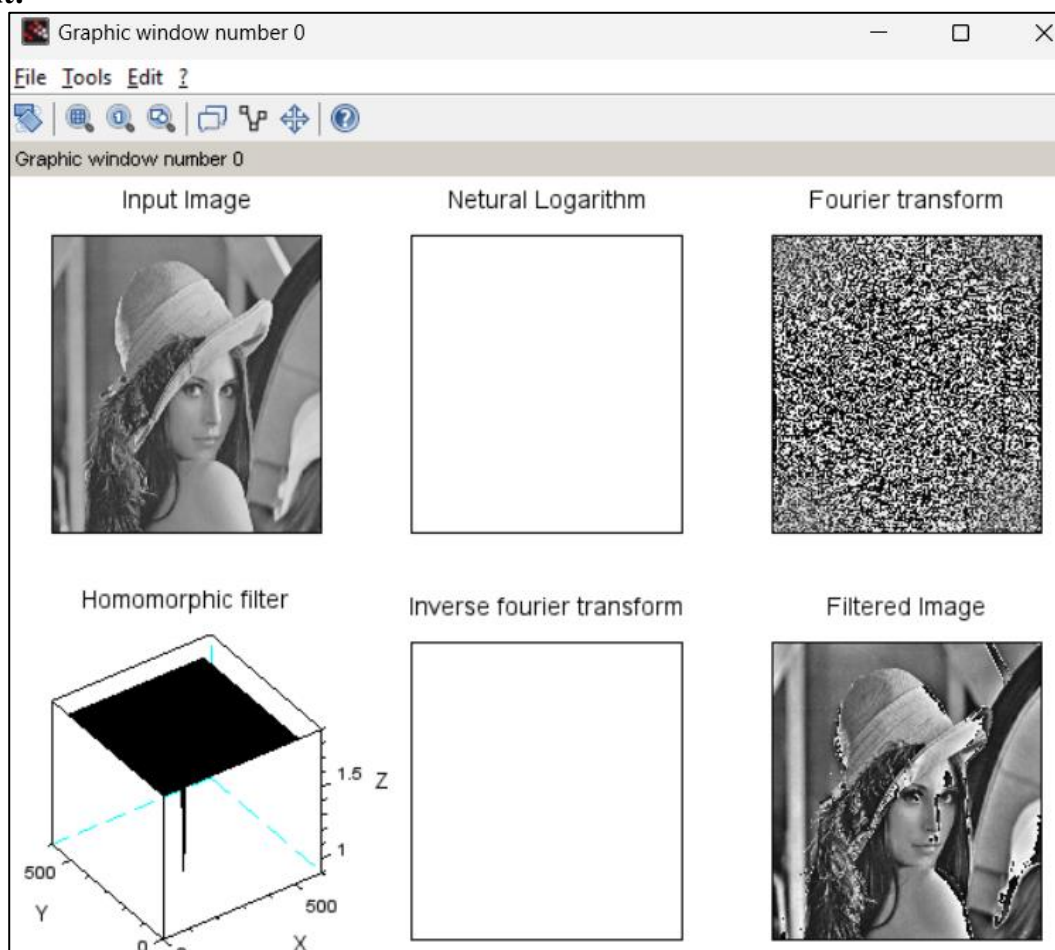 Graphic window number 0
File Tools Edit ?
Graphic window number 0
Input Image
Netural Logarithm
Fourier transform
Homomorphic filter
Inverse fourier transform
Filtered Image
1.5
Z
1
500
Y
0
500
X